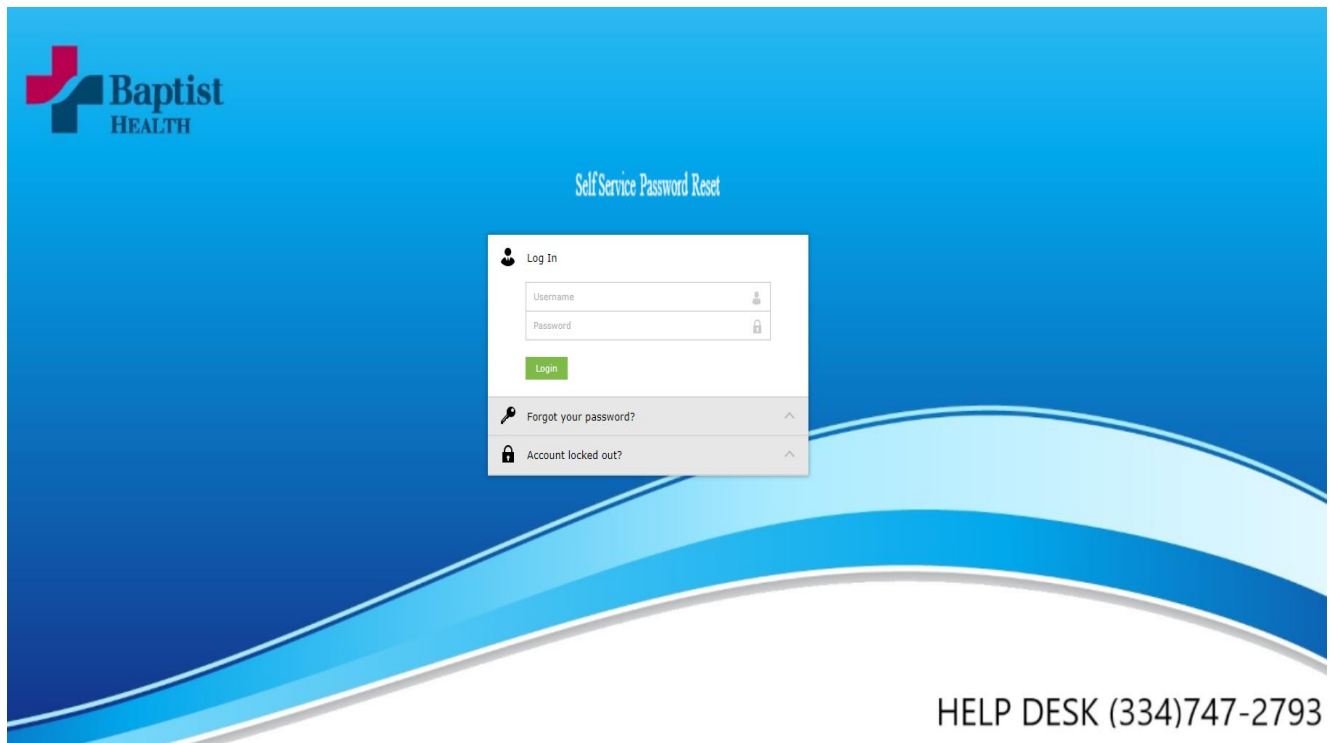 Baptist
HEALTH
Self Service Password Reset
Log In
Username
Password
Login
Forgot your password?
Account locked out?
HELP DESK (334)747-2793